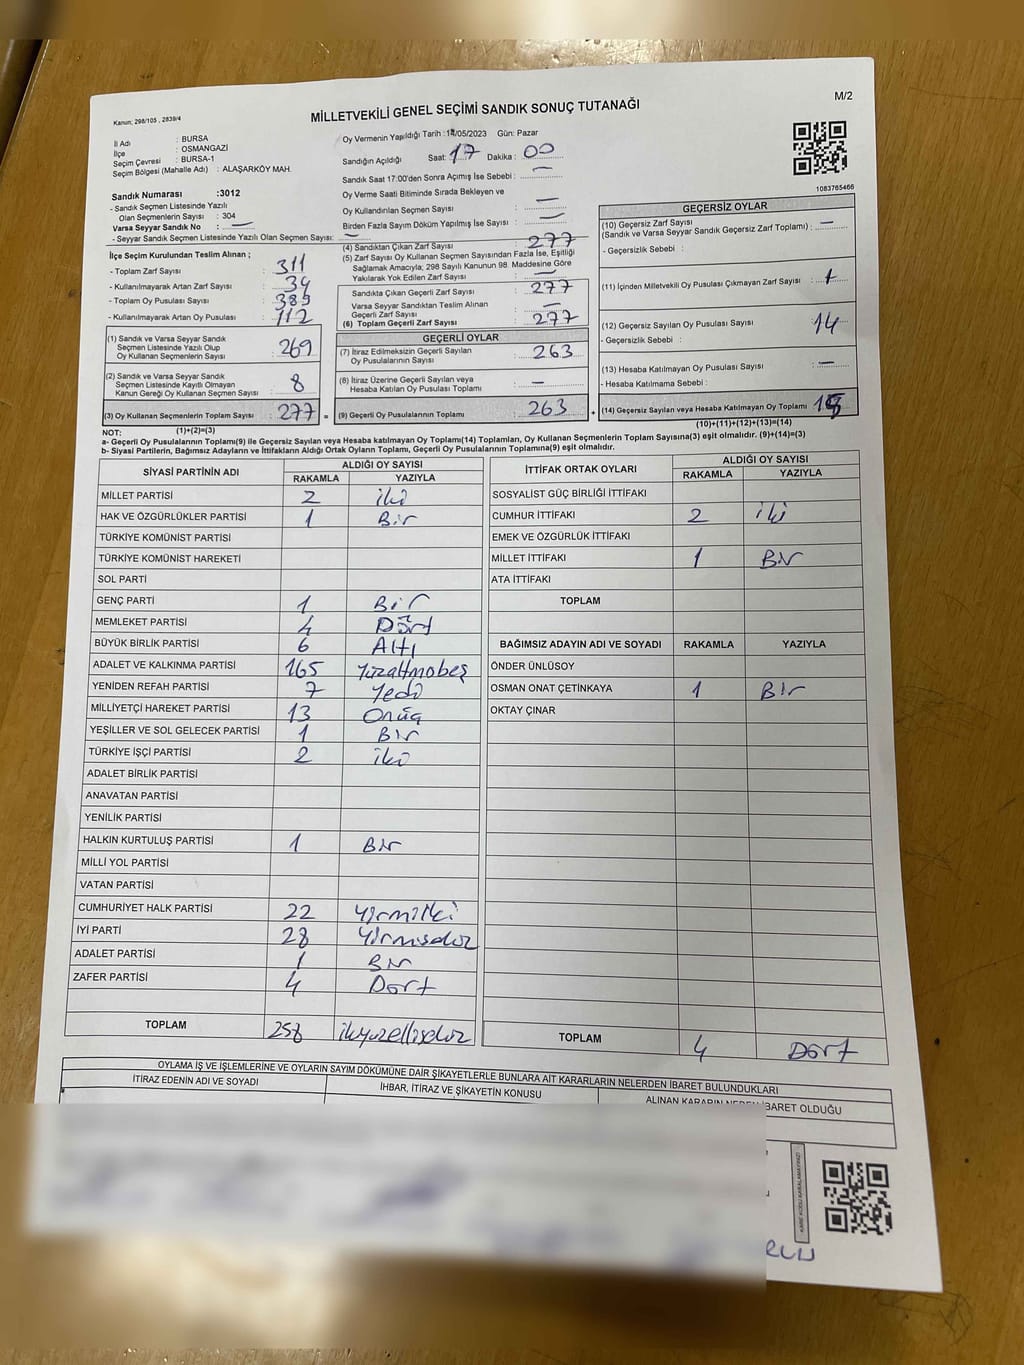 M/2
Kanun; 298/105 , 2839/4
MİLLETVEKİLİ GENEL SEÇİMİ SANDIK SONUÇ TUTANAĞI
İl Adı : BURSA
İlçe : OSMANGAZİ
Seçim Çevresi : BURSA-1
Seçim Bölgesi (Mahalle Adı) : ALAŞARKÖY MAH.
Sandık Numarası :3012
- Sandık Seçmen Listesinde Yazılı
Olan Seçmenlerin Sayısı : 304
Varsa Seyyar Sandık No : —
- Seyyar Sandık Seçmen Listesinde Yazılı Olan Seçmen Sayısı: —
İlçe Seçim Kurulundan Teslim Alınan ;
- Toplam Zarf Sayısı : 311
- Kullanılmayarak Artan Zarf Sayısı : 34
- Toplam Oy Pusulası Sayısı : 389
- Kullanılmayarak Artan Oy Pusulası : 112
(1) Sandık ve Varsa Seyyar Sandık
Seçmen Listesinde Yazılı Olup
Oy Kullanan Seçmenlerin Sayısı : 269
(2) Sandık ve Varsa Seyyar Sandık
Seçmen Listesinde Kayıtlı Olmayan
Kanun Gereği Oy Kullanan Seçmen Sayısı : 8
(3) Oy Kullanan Seçmenlerin Toplam Sayısı : 277 =
(1)+(2)=(3)
Oy Vermenin Yapıldığı Tarih :14/05/2023 Gün: Pazar
Sandığın Açıldığı Saat: 17 Dakika : 00
Sandık Saat 17:00'den Sonra Açımış İse Sebebi : —
Oy Verme Saati Bitiminde Sırada Bekleyen ve
Oy Kullandırılan Seçmen Sayısı : —
Birden Fazla Sayım Döküm Yapılmış İse Sayısı : —
(4) Sandıktan Çıkan Zarf Sayısı : 277
(5) Zarf Sayısı Oy Kullanan Seçmen Sayısından Fazla İse, Eşitliği
Sağlamak Amacıyla, 298 Sayılı Kanunun 98. Maddesine Göre
Yakılarak Yok Edilen Zarf Sayısı : —
Sandıkta Çıkan Geçerli Zarf Sayısı : 277
Varsa Seyyar Sandıktan Teslim Alınan
Geçerli Zarf Sayısı : —
(6) Toplam Geçerli Zarf Sayısı : 277
GEÇERLİ OYLAR
(7) İtiraz Edilmeksizin Geçerli Sayılan
Oy Pusulalarının Sayısı : 263
(8) İtiraz Üzerine Geçerli Sayılan veya
Hesaba Katılan Oy Pusulası Toplamı : —
(9) Geçerli Oy Pusulalarının Toplamı : 263 +
1083765466
GEÇERSİZ OYLAR
(10) Geçersiz Zarf Sayısı
(Sandık ve Varsa Seyyar Sandık Geçersiz Zarf Toplamı) : —
- Geçersizlik Sebebi :
(11) İçinden Milletvekili Oy Pusulası Çıkmayan Zarf Sayısı :
(12) Geçersiz Sayılan Oy Pusulası Sayısı : 14
- Geçersizlik Sebebi :
(13) Hesaba Katılmayan Oy Pusulası Sayısı : —
- Hesaba Katılmama Sebebi :
(14) Geçersiz Sayılan veya Hesaba Katılmayan Oy Toplamı :
(10)+(11)+(12)+(13)=(14)
NOT:
a- Geçerli Oy Pusulalarının Toplamı(9) ile Geçersiz Sayılan veya Hesaba katılmayan Oy Toplamı(14) Toplamları, Oy Kullanan Seçmenlerin Toplam Sayısına(3) eşit olmalıdır. (9)+(14)=(3)
b- Siyasi Partilerin, Bağımsız Adayların ve İttifakların Aldığı Ortak Oyların Toplamı, Geçerli Oy Pusulalarının Toplamına(9) eşit olmalıdır.
SİYASİ PARTİNİN ADI ALDIĞI OY SAYISI
RAKAMLA YAZIYLA
MİLLET PARTİSİ 2 iki
HAK VE ÖZGÜRLÜKLER PARTİSİ 1 Bir
TÜRKİYE KOMÜNİST PARTİSİ
TÜRKİYE KOMÜNİST HAREKETİ
SOL PARTİ
GENÇ PARTİ 1 Bir
MEMLEKET PARTİSİ 4 Dört
BÜYÜK BİRLİK PARTİSİ 6 Altı
ADALET VE KALKINMA PARTİSİ 165 Yüzaltmobeş
YENİDEN REFAH PARTİSİ 7 Yedi
MİLLİYETÇİ HAREKET PARTİSİ 13 Onüç
YEŞİLLER VE SOL GELECEK PARTİSİ 1 Bir
TÜRKİYE İŞÇİ PARTİSİ 2 iki
ADALET BİRLİK PARTİSİ
ANAVATAN PARTİSİ
YENİLİK PARTİSİ
HALKIN KURTULUŞ PARTİSİ 1 Bir
MİLLİ YOL PARTİSİ
VATAN PARTİSİ
CUMHURİYET HALK PARTİSİ 22 Yirmiiki
İYİ PARTİ 28 Yirmisekiz
ADALET PARTİSİ 1 Bir
ZAFER PARTİSİ 4 Dort
TOPLAM 258 ikiyuzellisekiz
İTTİFAK ORTAK OYLARI ALDIĞI OY SAYISI
RAKAMLA YAZIYLA
SOSYALİST GÜÇ BİRLİĞİ İTTİFAKI
CUMHUR İTTİFAKI 2 iki
EMEK VE ÖZGÜRLÜK İTTİFAKI
MİLLET İTTİFAKI 1 Bir
ATA İTTİFAKI
TOPLAM
BAĞIMSIZ ADAYIN ADI VE SOYADI RAKAMLA YAZIYLA
ÖNDER ÜNLÜSOY
OSMAN ONAT ÇETİNKAYA 1 Bir
OKTAY ÇINAR
TOPLAM 4 Dort
OYLAMA İŞ VE İŞLEMLERİNE VE OYLARIN SAYIM DÖKÜMÜNE DAİR ŞİKAYETLERLE BUNLARA AİT KARARLARIN NELERDEN İBARET BULUNDUKLARI
İTİRAZ EDENİN ADI VE SOYADI İHBAR, İTİRAZ VE ŞİKAYETİN KONUSU ALINAN KARARIN NEDEN İBARET OLDUĞU
KARE KODU KARALAMAYINIZ!